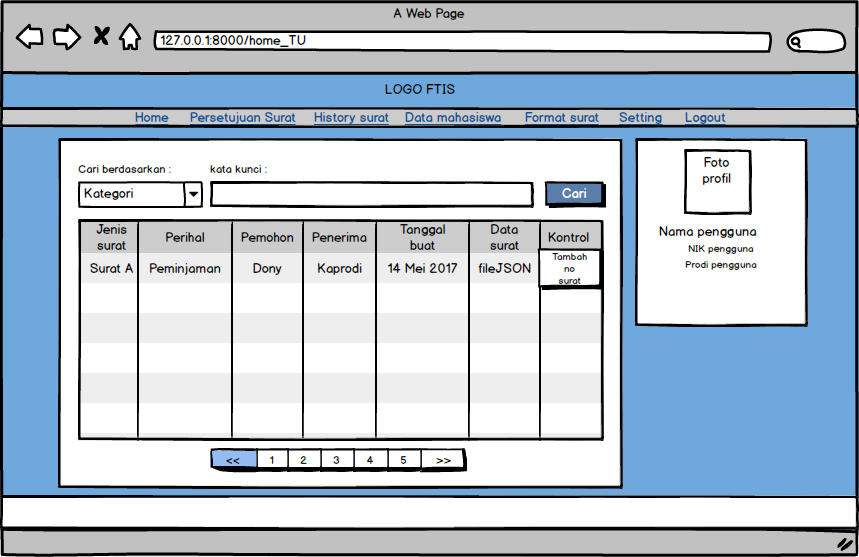 A Web Page
127.0.0.1:8000/home_TU
LOGO FTIS
Home Persetujuan Surat History surat Data mahasiswa Format surat Setting Logout
Cari berdasarkan : kata kunci :
Kategori Cari
Jenis surat Perihal Pemohon Penerima Tanggal buat Data surat Kontrol
Surat A Peminjaman Dony Kaprodi 14 Mei 2017 fileJSON Tambah no surat
<< 1 2 3 4 5 >>
Foto
profil
Nama pengguna
NIK pengguna
Prodi pengguna